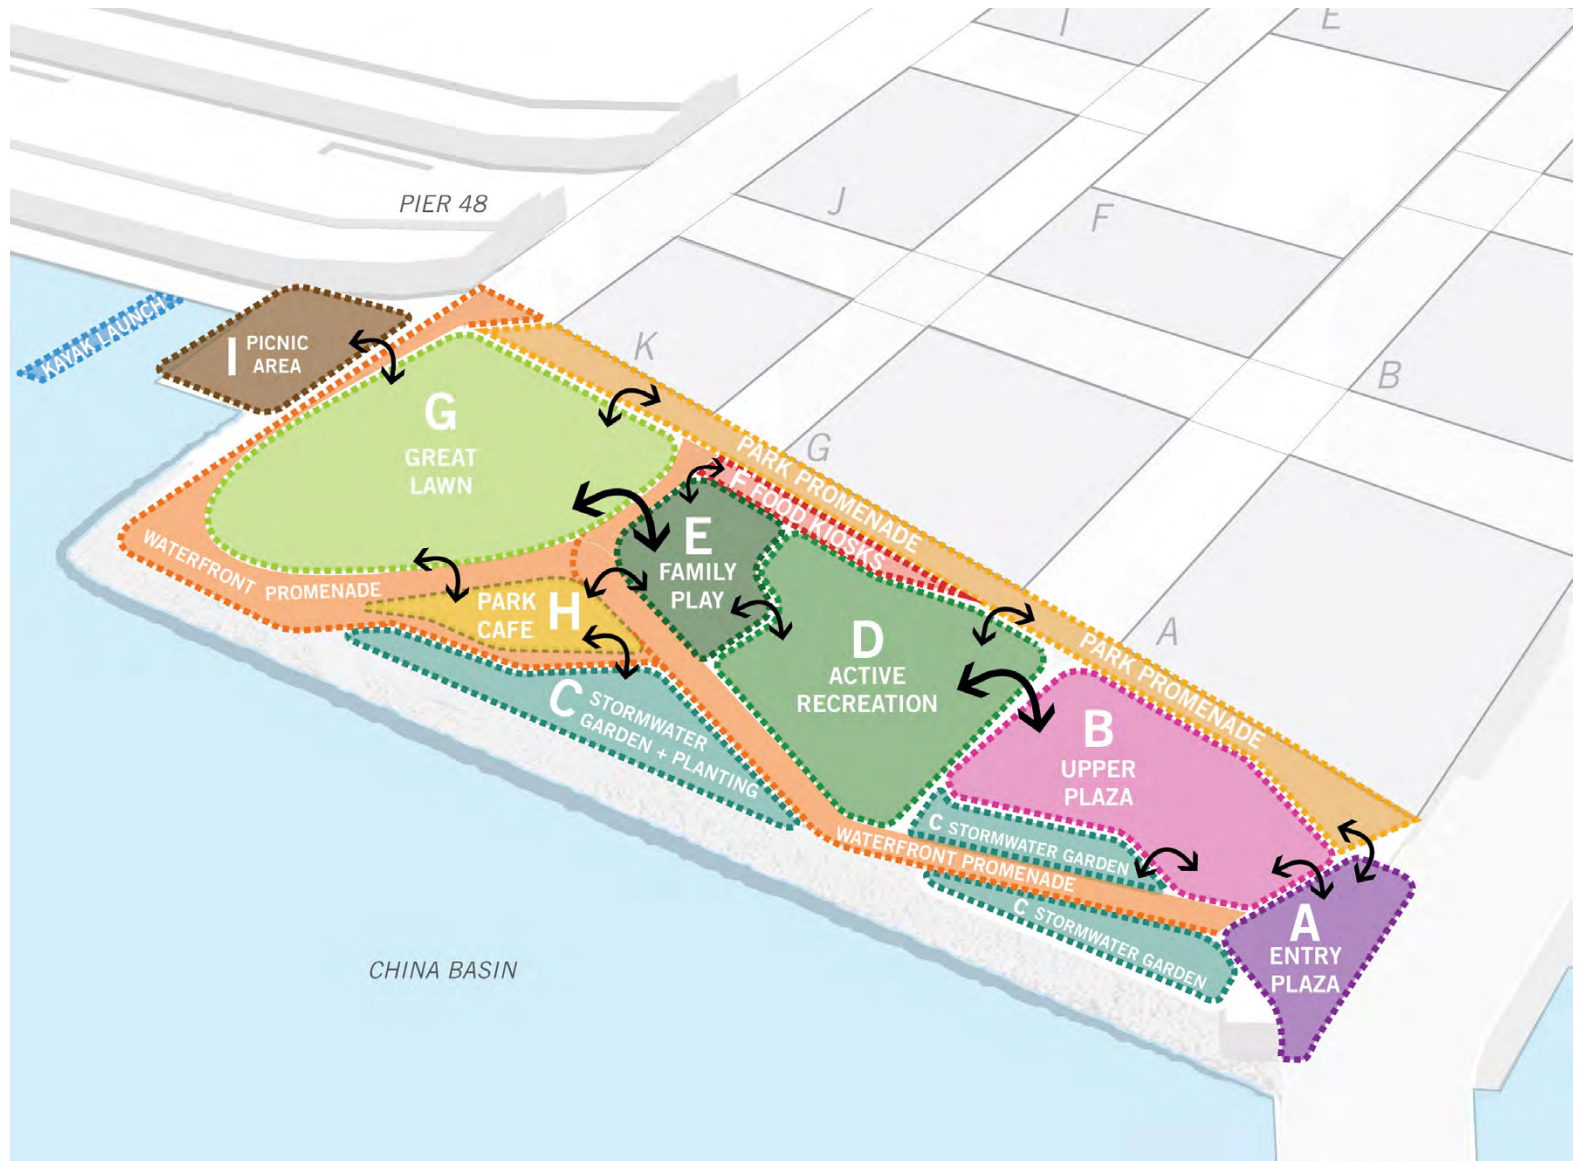 I
E
J
F
PIER 48
KAYAK LAUNCH
I PICNIC
AREA
K
B
G
GREAT
LAWN
G
PARK PROMENADE
F FOOD KIOSKS
WATERFRONT PROMENADE
E
FAMILY
PLAY
PARK
CAFE H
D
ACTIVE
RECREATION
A
PARK PROMENADE
C STORMWATER
GARDEN + PLANTING
B
UPPER
PLAZA
C STORMWATER GARDEN
WATERFRONT PROMENADE
C STORMWATER GARDEN
A
ENTRY
PLAZA
CHINA BASIN